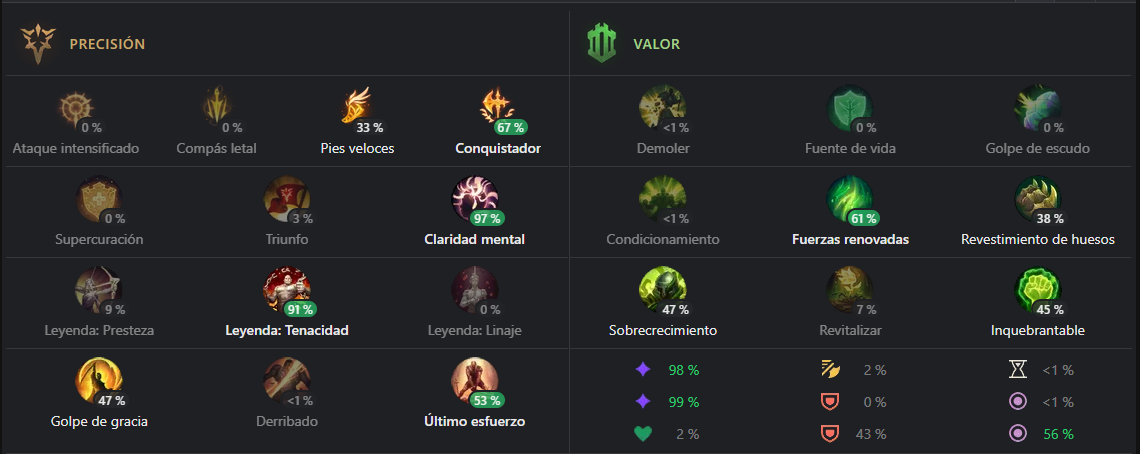 PRECISIÓN
VALOR
0 %
0 %
33 %
67 %
Ataque intensificado
Compás letal
Pies veloces
Conquistador
<1 %
0 %
0 %
Demoler
Fuente de vida
Golpe de escudo
0 %
3 %
97 %
Supercuración
Triunfo
Claridad mental
<1 %
61 %
38 %
Condicionamiento
Fuerzas renovadas
Revestimiento de huesos
9 %
91 %
0 %
Leyenda: Presteza
Leyenda: Tenacidad
Leyenda: Linaje
47 %
7 %
45 %
Sobrecrecimiento
Revitalizar
Inquebrantable
47 %
<1 %
53 %
Golpe de gracia
Derribado
Último esfuerzo
98 %
2 %
<1 %
99 %
0 %
<1 %
2 %
43 %
56 %